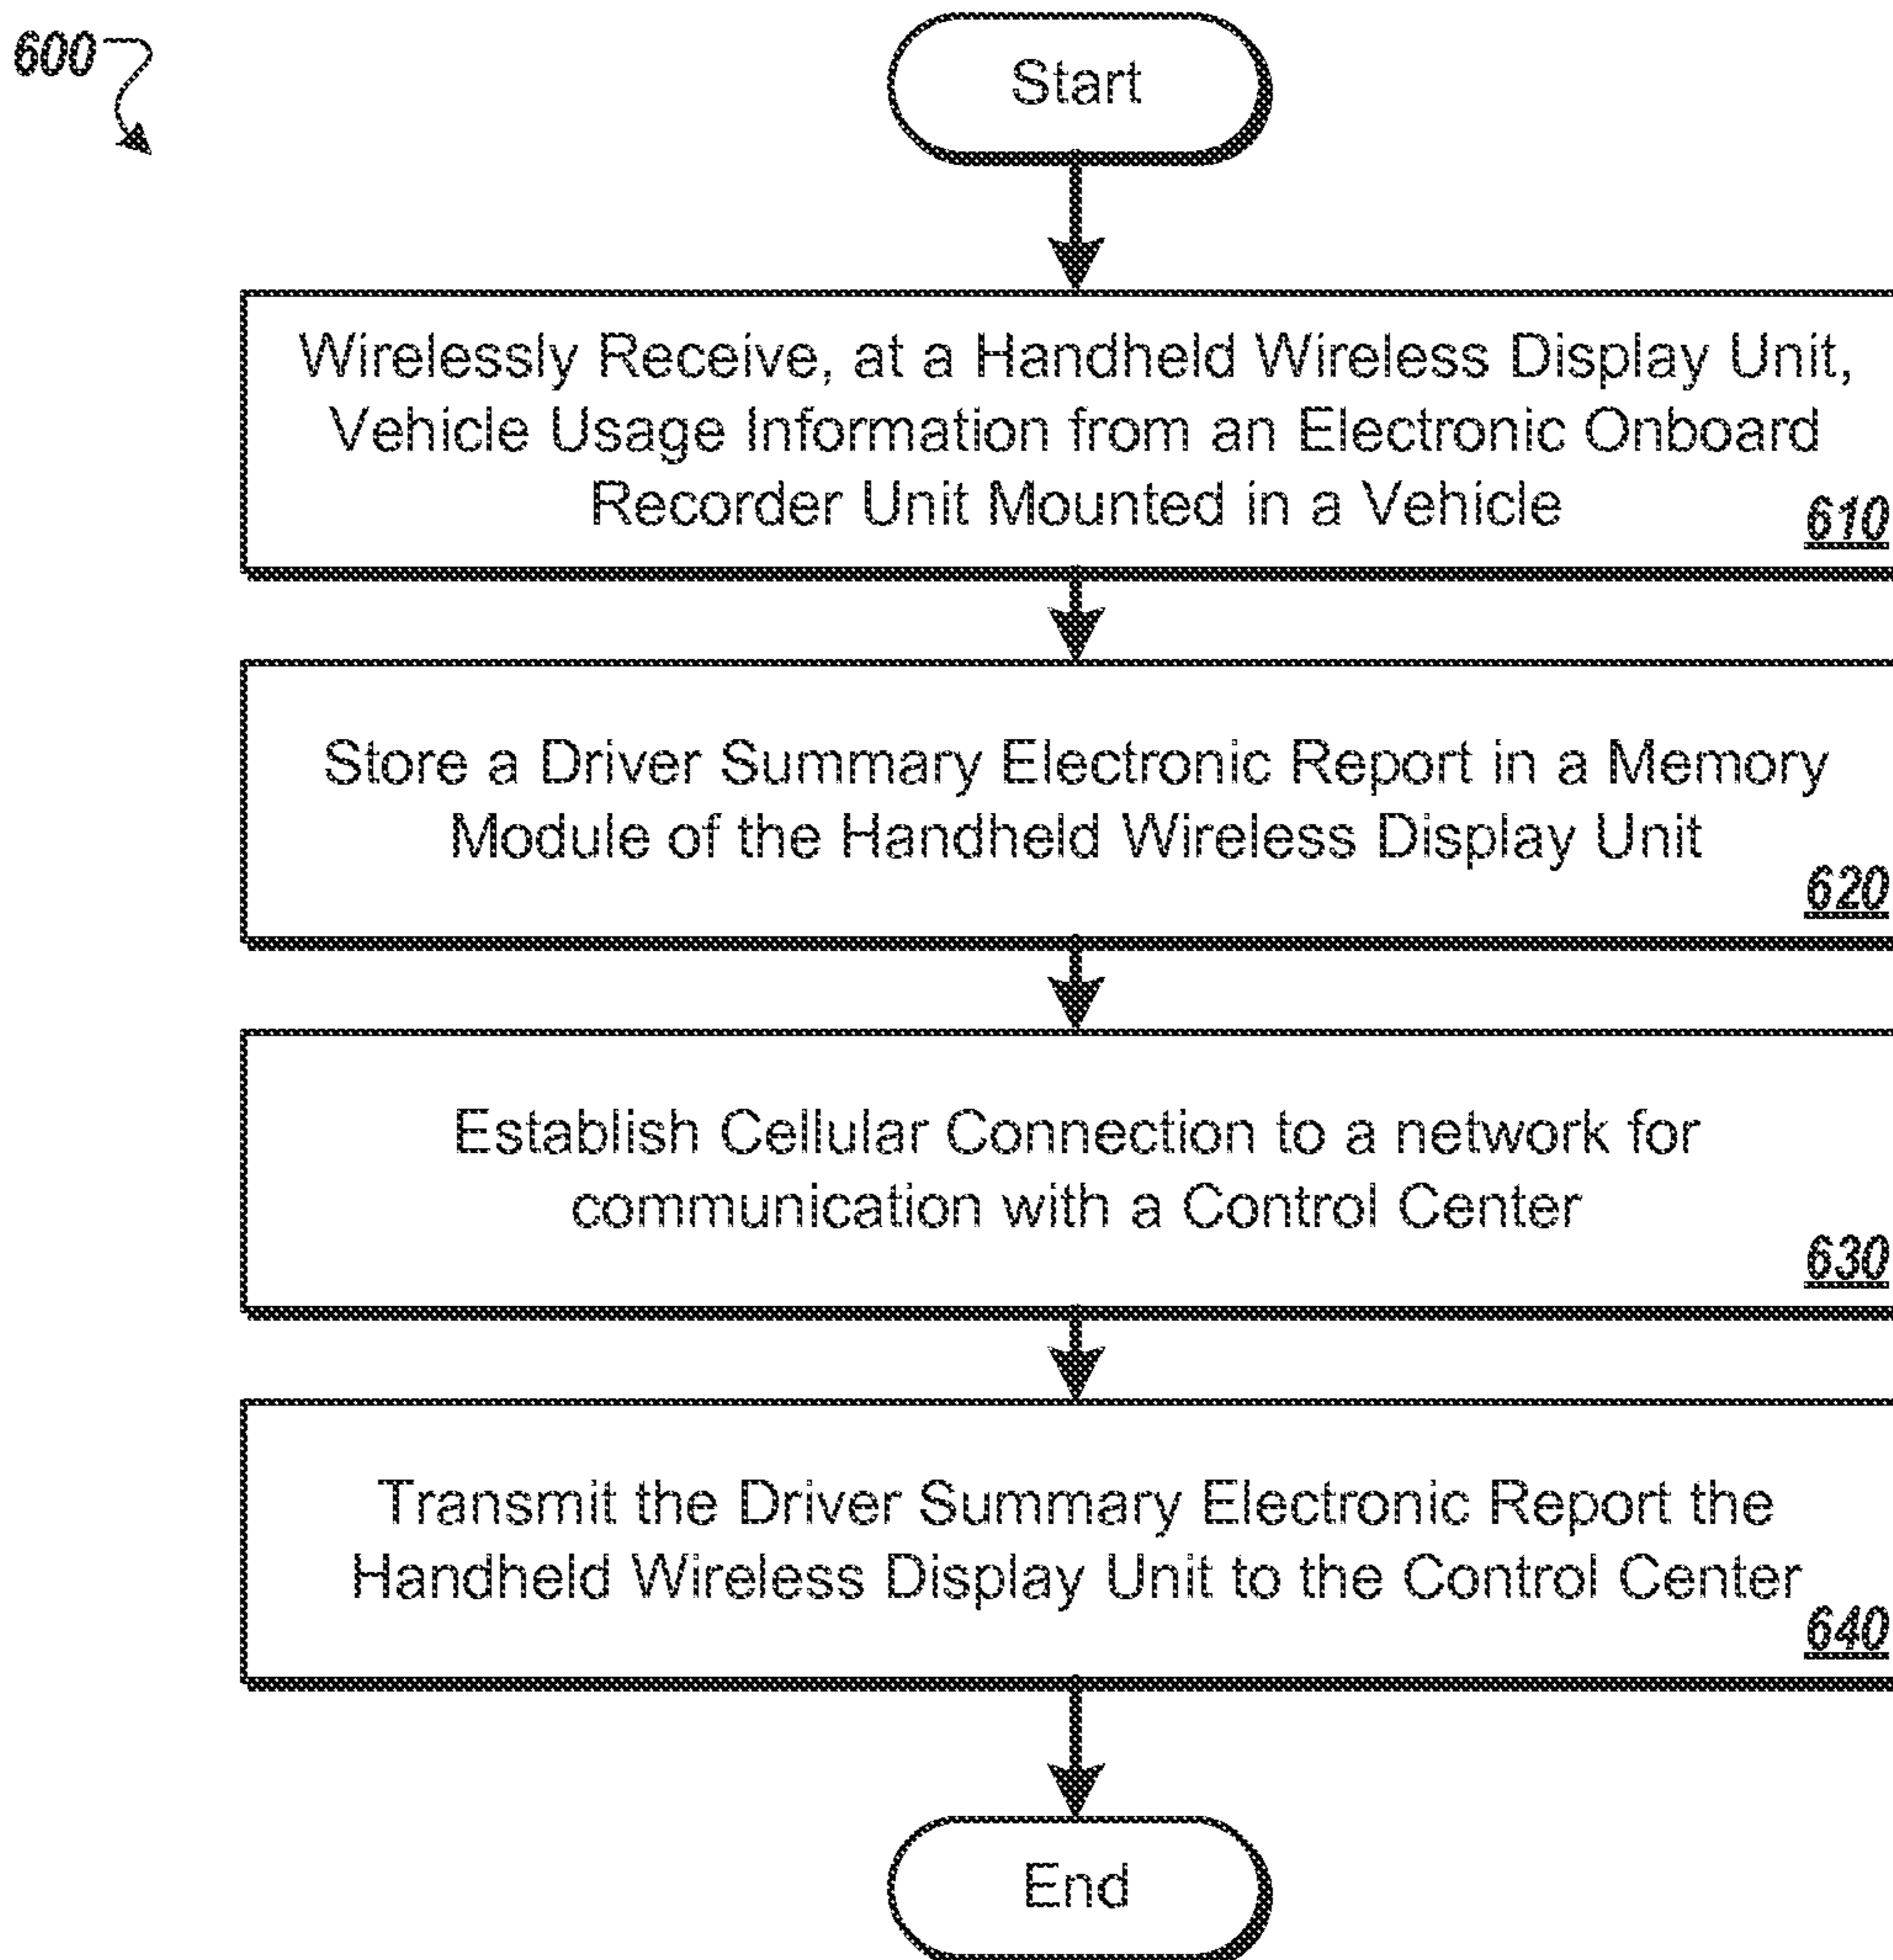 600
Start
Wirelessly Receive, at a Handheld Wireless Display Unit,
Vehicle Usage Information from an Electronic Onboard
Recorder Unit Mounted in a Vehicle
610
Store a Driver Summary Electronic Report in a Memory
Module of the Handheld Wireless Display Unit
620
Establish Cellular Connection to a network for
communication with a Control Center
630
Transmit the Driver Summary Electronic Report the
Handheld Wireless Display Unit to the Control Center
640
End